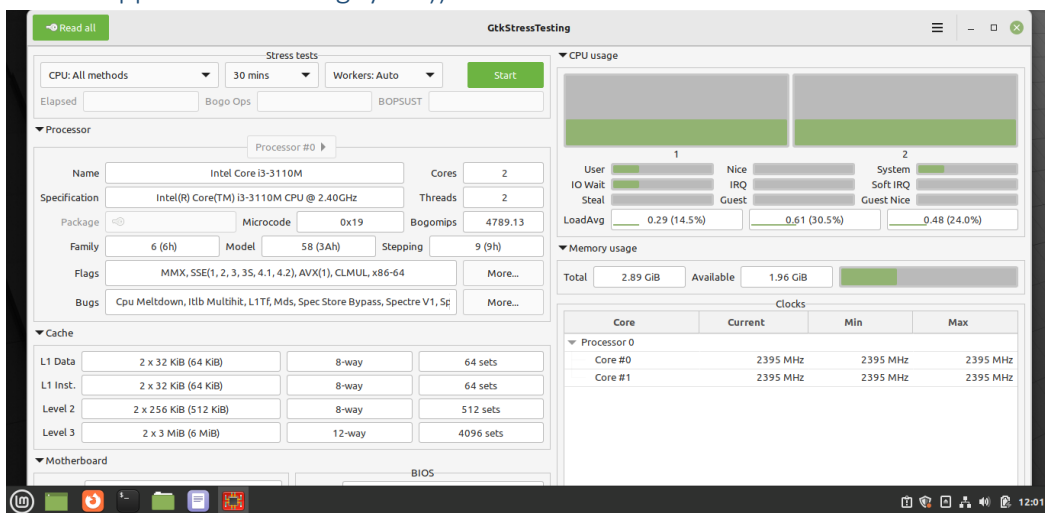 Read all
GtkStressTesting
Stress tests
CPU: All methods
30 mins
Workers: Auto
Start
Elapsed
Bogo Ops
BOPSUST
Processor
Processor #0
Name
Intel Core i3-3110M
Cores
2
Specification
Intel(R) Core(TM) i3-3110M CPU @ 2.40GHz
Threads
2
Package
Microcode
0x19
Bogomips
4789.13
Family
6 (6h)
Model
58 (3Ah)
Stepping
9 (9h)
Flags
MMX, SSE(1, 2, 3, 3S, 4.1, 4.2), AVX(1), CLMUL, x86-64
More...
Bugs
Cpu Meltdown, Itlb Multihit, L1Tf, Mds, Spec Store Bypass, Spectre V1, Sp
More...
Cache
L1 Data
2 x 32 KiB (64 KiB)
8-way
64 sets
L1 Inst.
2 x 32 KiB (64 KiB)
8-way
64 sets
Level 2
2 x 256 KiB (512 KiB)
8-way
512 sets
Level 3
2 x 3 MiB (6 MiB)
12-way
4096 sets
Motherboard
BIOS
CPU usage
1
2
User
Nice
System
IO Wait
IRQ
Soft IRQ
Steal
Guest
Guest Nice
LoadAvg
0.29 (14.5%)
0.61 (30.5%)
0.48 (24.0%)
Memory usage
Total
2.89 GiB
Available
1.96 GiB
Clocks
Core
Current
Min
Max
Processor 0
Core #0
2395 MHz
2395 MHz
2395 MHz
Core #1
2395 MHz
2395 MHz
2395 MHz
12:01